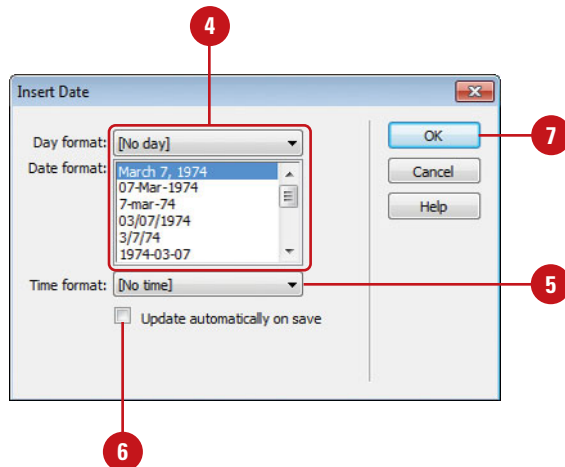 4
Insert Date
Day format: [No day]
OK
7
Date format: March 7, 1974
Cancel
07-Mar-1974
7-mar-74
Help
03/07/1974
3/7/74
1974-03-07
Time format: [No time]
5
Update automatically on save
6